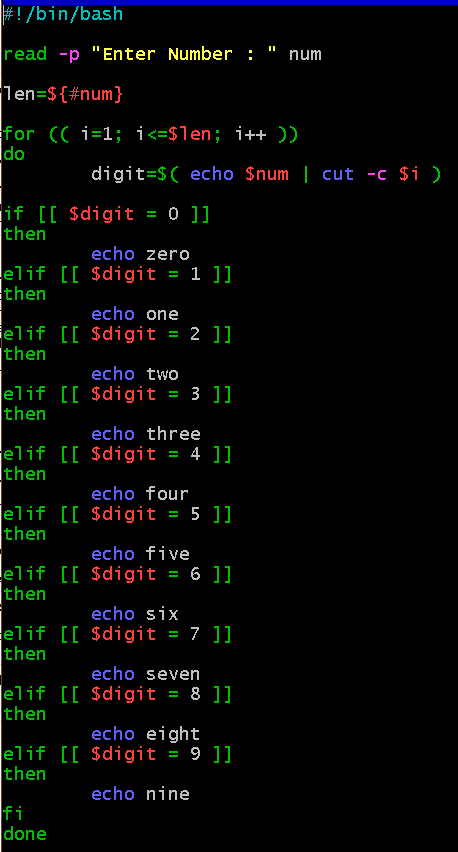 #!/bin/bash
read -p "Enter Number : " num
len=${#num}
for (( i=1; i<=$len; i++ ))
do
        digit=$( echo $num | cut -c $i )
if [[ $digit = 0 ]]
then
        echo zero
elif [[ $digit = 1 ]]
then
        echo one
elif [[ $digit = 2 ]]
then
        echo two
elif [[ $digit = 3 ]]
then
        echo three
elif [[ $digit = 4 ]]
then
        echo four
elif [[ $digit = 5 ]]
then
        echo five
elif [[ $digit = 6 ]]
then
        echo six
elif [[ $digit = 7 ]]
then
        echo seven
elif [[ $digit = 8 ]]
then
        echo eight
elif [[ $digit = 9 ]]
then
        echo nine
fi
done